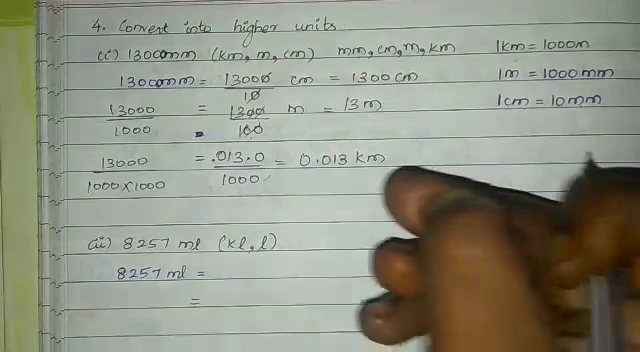 4. Convert into higher units
(i) 13000mm (km, m, cm) mm, cm, m, km 1km = 1000m
13000mm = 13000/10 cm = 1300cm 1m = 1000mm
13000/1000 = 1300/100 m = 13m 1cm = 10mm
13000/1000×1000 = .013.0/1000 = 0.013 km
(ii) 8257 ml (kl, l)
8257 ml =
=